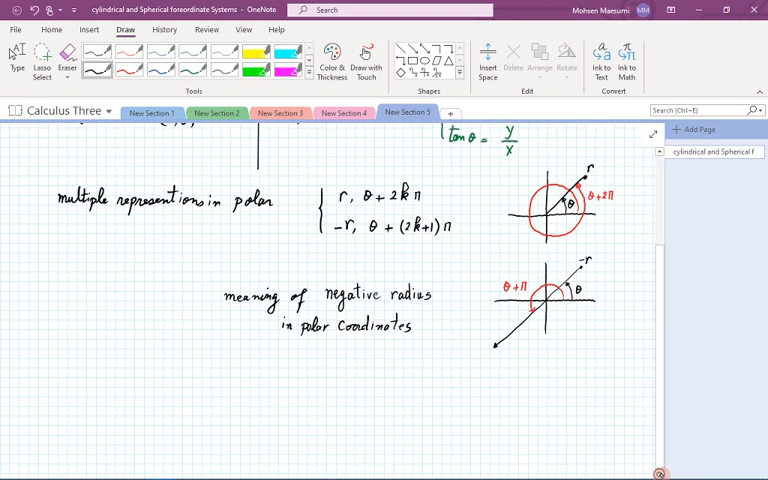 cylindrical and Spherical foreordinate Systems - OneNote
Search
Mohsen Maesumi
MM
File
Home
Insert
Draw
History
Review
View
Help
Type
Lasso Select
Eraser
Color & Thickness
Draw with Touch
Insert Space
Delete
Arrange
Rotate
Ink to Text
Ink to Math
Tools
Shapes
Edit
Convert
Calculus Three
New Section 1
New Section 2
New Section 3
New Section 4
New Section 5
Search (Ctrl+E)
Add Page
cylindrical and Spherical f
tan θ = y/x
multiple represention​s in polar
r, θ + 2kπ
-r, θ + (2k+1)π
r
θ
θ+2π
meaning of negative radius
in polar coordinates
-r
θ
θ+π